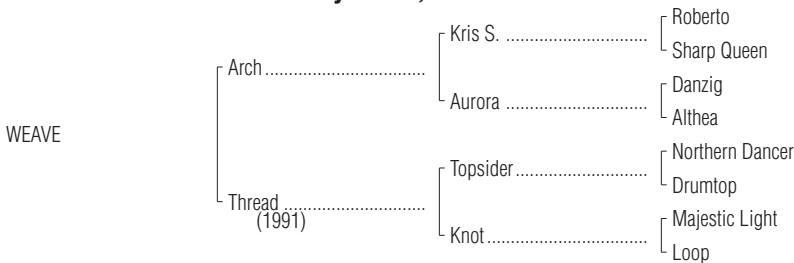 Roberto
Kris S. ........................................
Sharp Queen
Arch................................
Danzig
Aurora ........................................
Althea
WEAVE
Northern Dancer
Topsider.....................................
Drumtop
Thread ............................
(1991)
Majestic Light
Knot.............................................
Loop